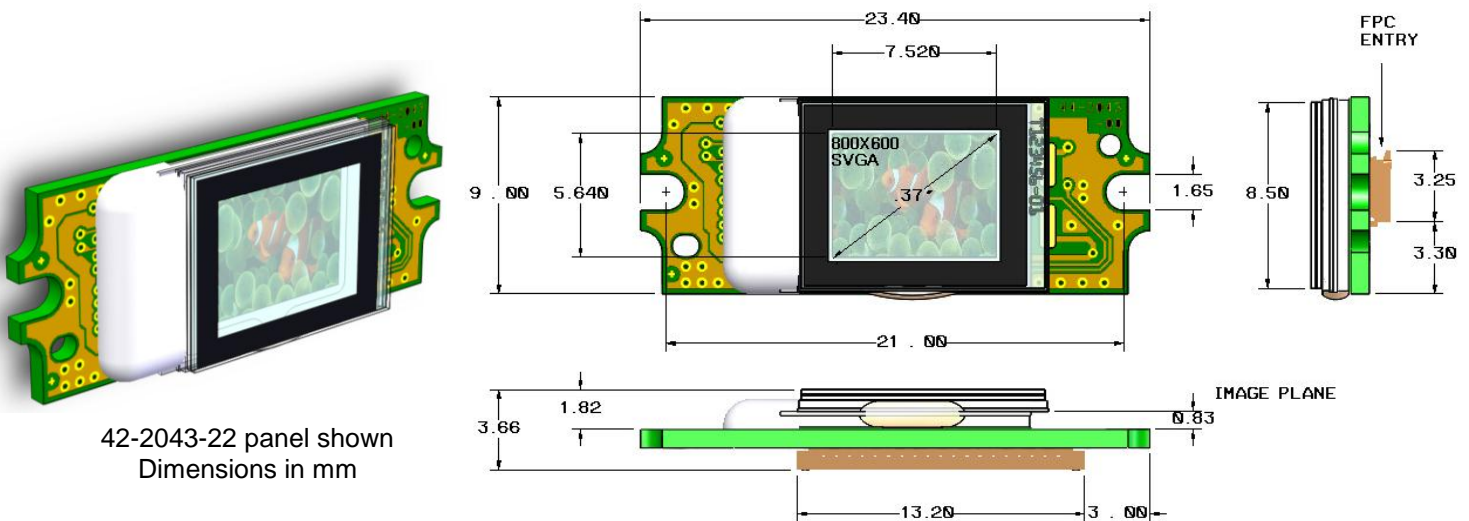 23.40
7.520
FPC
ENTRY
800X600
SVGA
.37"
9 . 00
5.640
1.65
8.50
3.25
3.30
21 . 00
IMAGE PLANE
1.82
3.66
0.83
42-2043-22 panel shown
Dimensions in mm
13.20
3 . 00